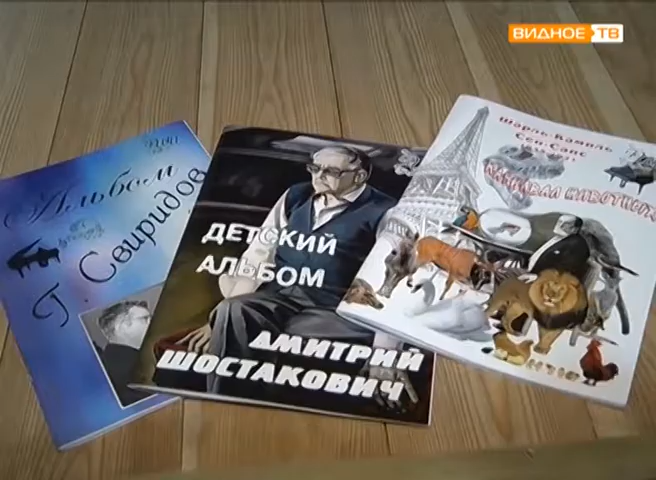 ВИДНОЕ ТВ
Альбом
Г. Свиридов
ДЕТСКИЙ
АЛЬБОМ
ДМИТРИЙ
ШОСТАКОВИЧ
Шарль-Камиль
Сен-Санс
КАРНАВАЛ ЖИВОТНЫХ